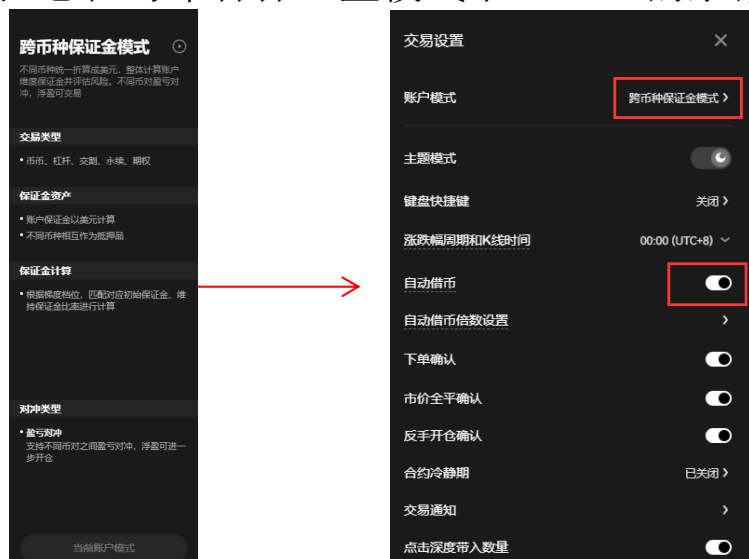 跨币种保证金模式
不同币种统一折算成美元，整体计算账户
维度保证金并评估风险。不同币对盈亏对
冲，浮盈可交易
交易类型
• 币币、杠杆、交割、永续、期权
保证金资产
• 账户保证金以美元计算
• 不同币种相互作为抵押品
保证金计算
• 根据梯度档位，匹配对应初始保证金、维
持保证金比率进行计算
对冲类型
• 盈亏对冲
支持不同币对之间盈亏对冲，浮盈可进一
步开仓
当前账户模式
交易设置
账户模式 跨币种保证金模式
主题模式
键盘快捷键 关闭
涨跌幅周期和K线时间 00:00 (UTC+8)
自动借币
自动借币倍数设置
下单确认
市价全平确认
反手开仓确认
合约冷静期 已关闭
交易通知
点击深度带入数量